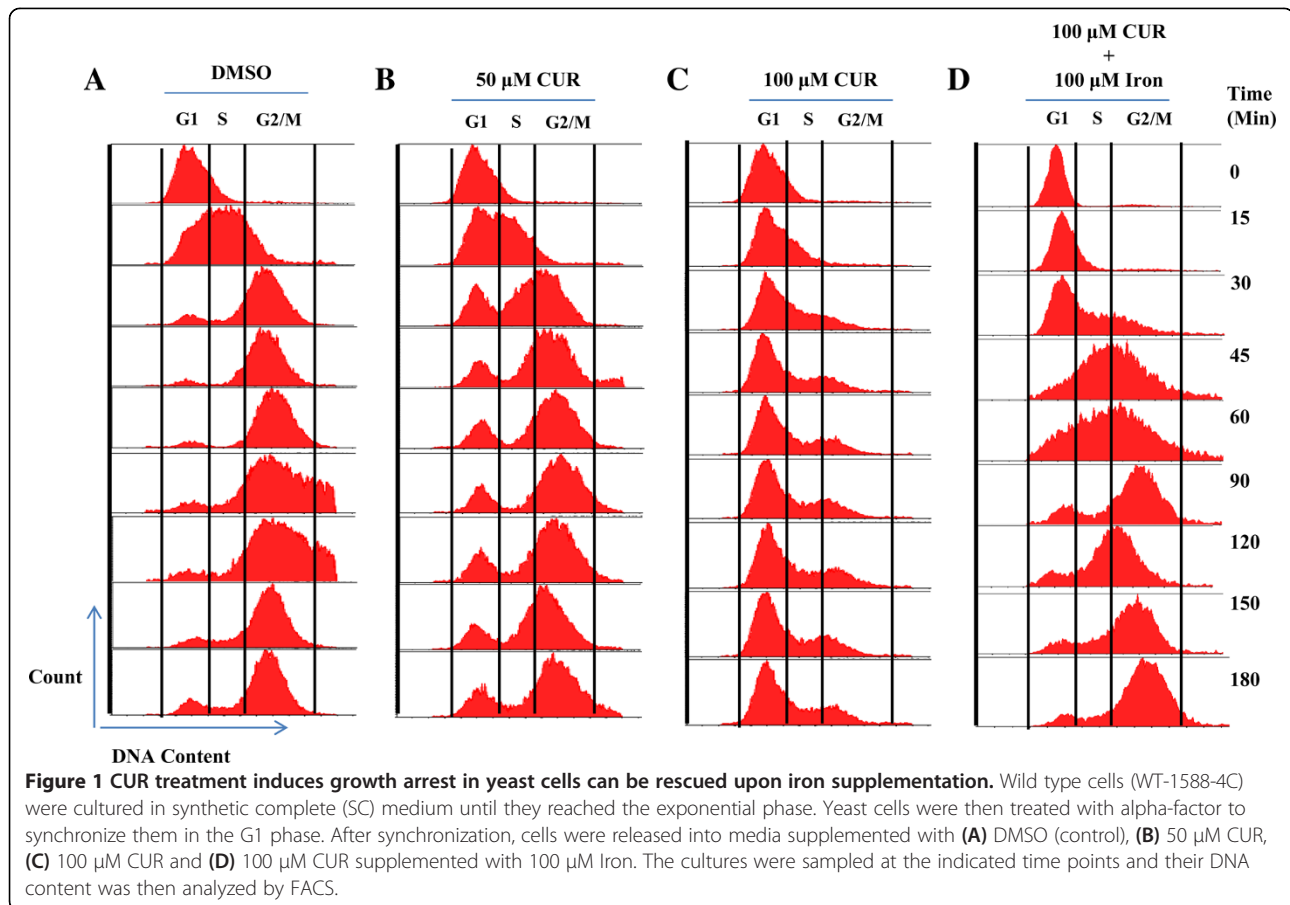 A
DMSO
G1 S G2/M
B
50 µM CUR
G1 S G2/M
C
100 µM CUR
G1 S G2/M
D
100 µM CUR
+
100 µM Iron
G1 S G2/M
Time
(Min)
0
15
30
45
60
90
120
150
180
Count
DNA Content
Figure 1 CUR treatment induces growth arrest in yeast cells can be rescued upon iron supplementation. Wild type cells (WT-1588-4C)
were cultured in synthetic complete (SC) medium until they reached the exponential phase. Yeast cells were then treated with alpha-factor to
synchronize them in the G1 phase. After synchronization, cells were released into media supplemented with (A) DMSO (control), (B) 50 µM CUR,
(C) 100 µM CUR and (D) 100 µM CUR supplemented with 100 µM Iron. The cultures were sampled at the indicated time points and their DNA
content was then analyzed by FACS.